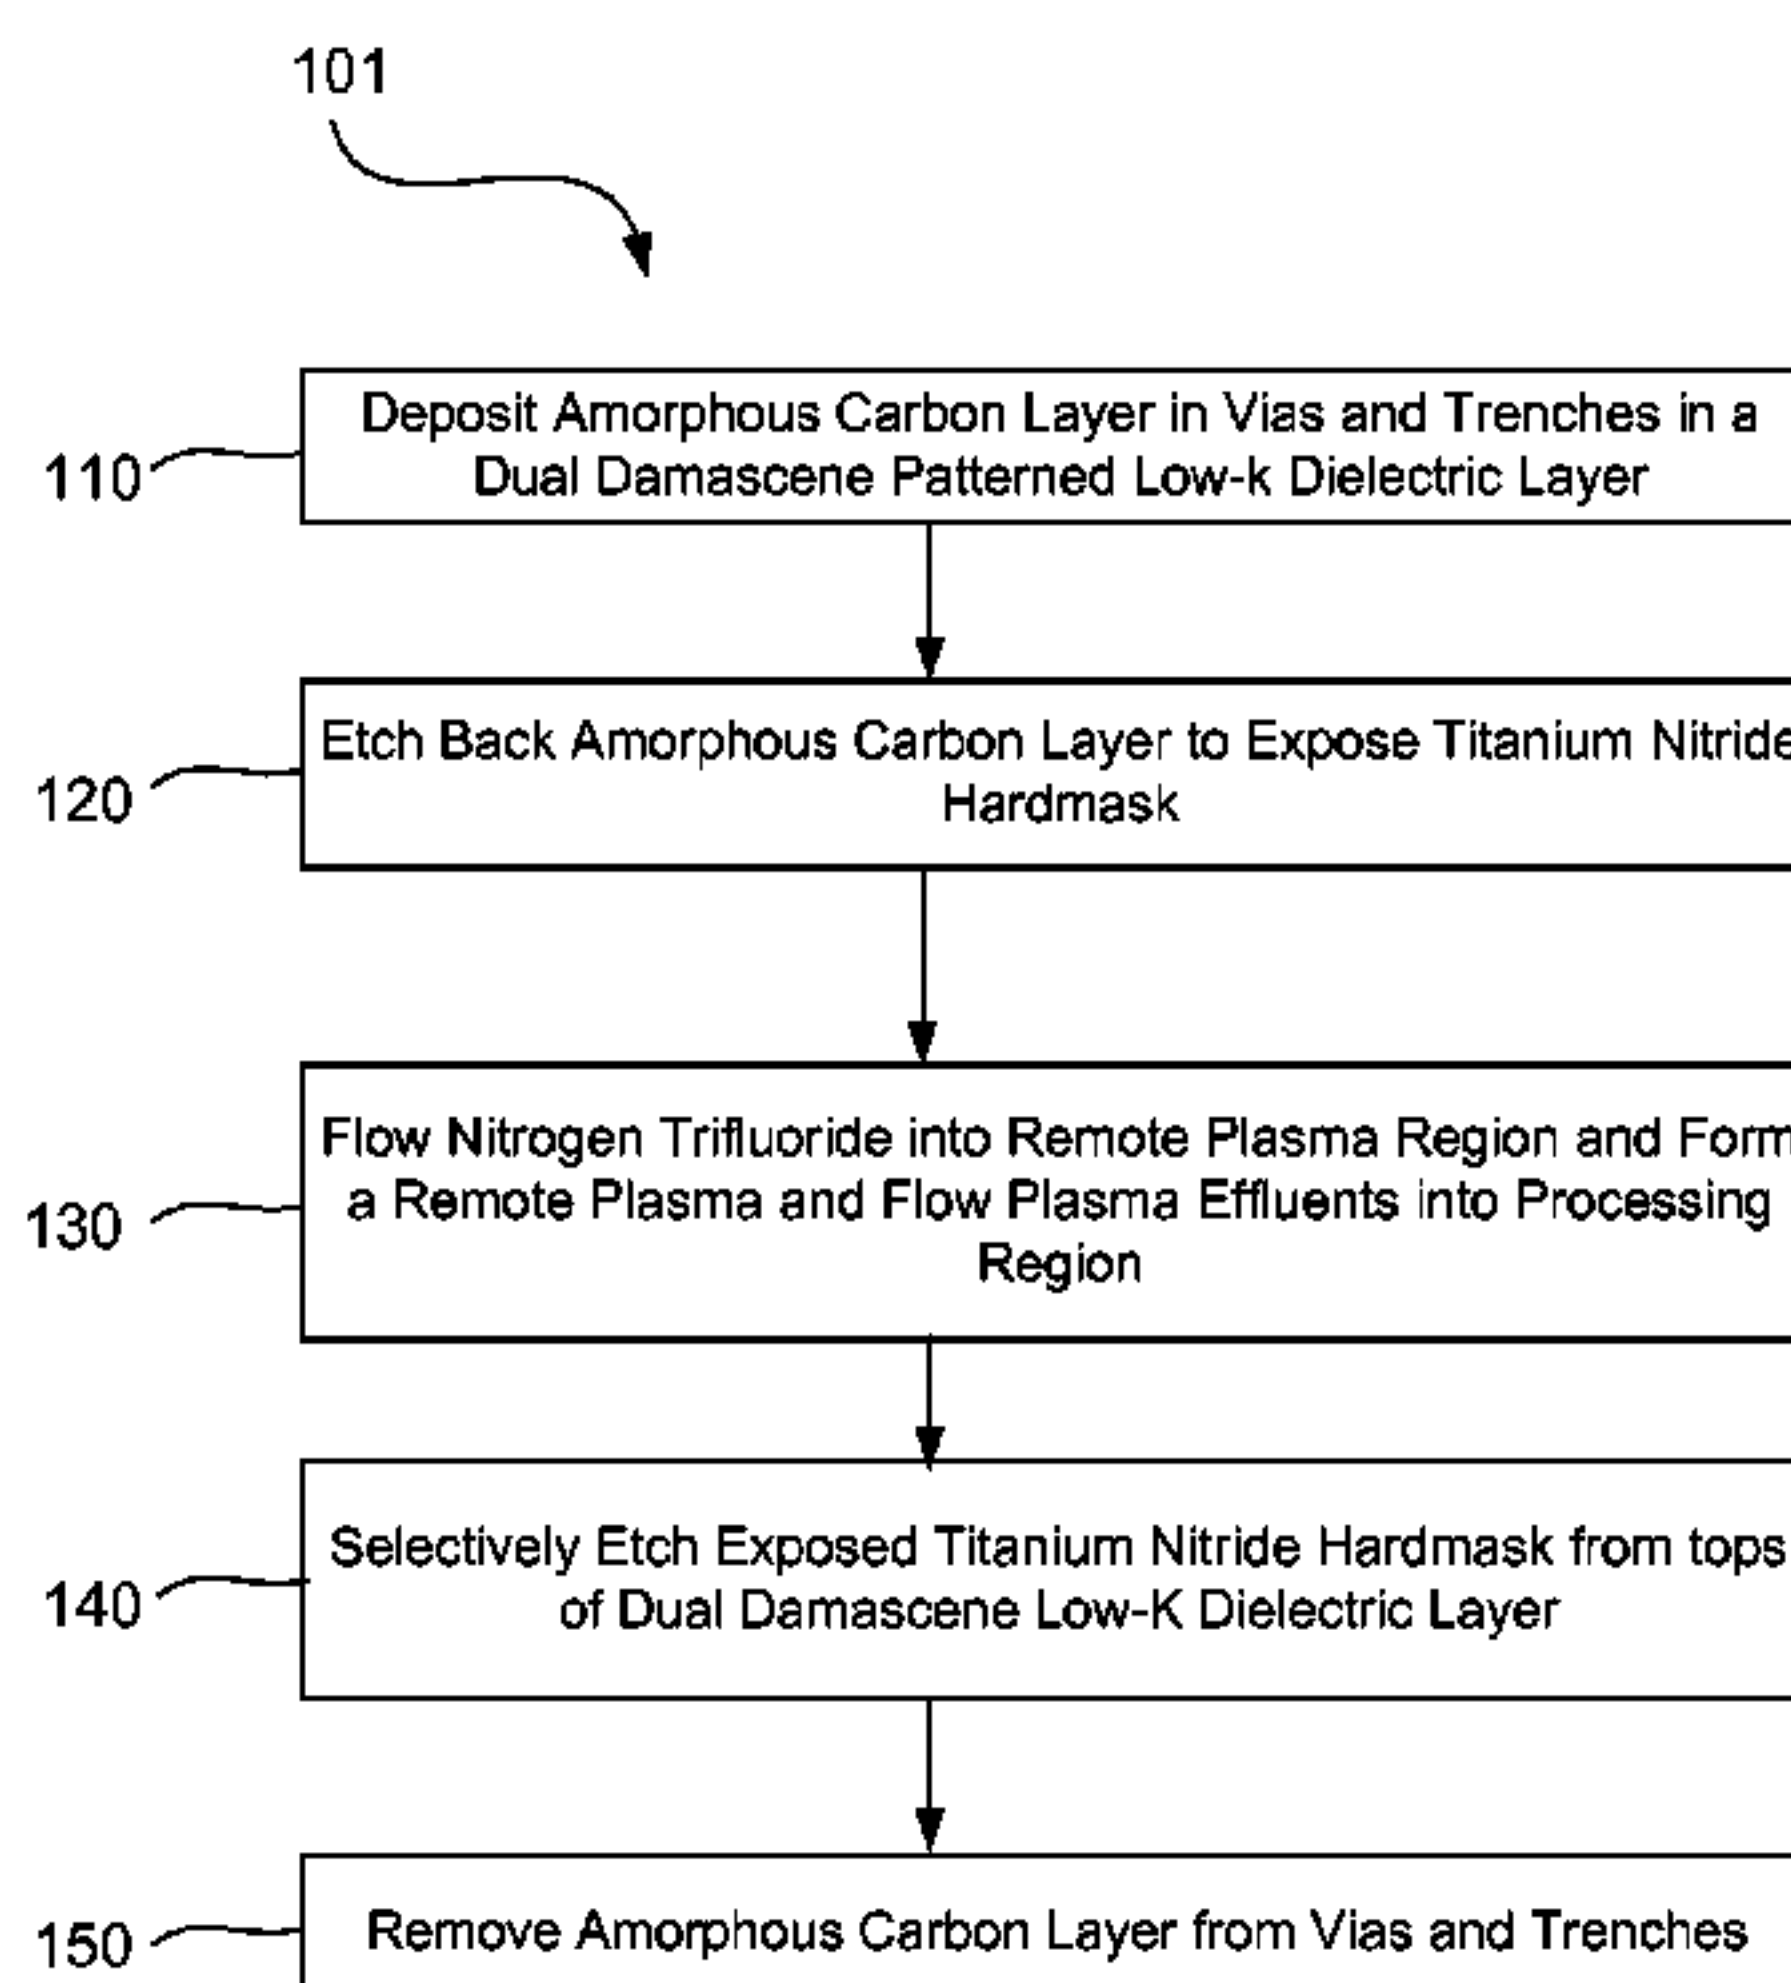 101
110
Deposit Amorphous Carbon Layer in Vias and Trenches in a
Dual Damascene Patterned Low-k Dielectric Layer
120
Etch Back Amorphous Carbon Layer to Expose Titanium Nitride
Hardmask
130
Flow Nitrogen Trifluoride into Remote Plasma Region and Form
a Remote Plasma and Flow Plasma Effluents into Processing
Region
140
Selectively Etch Exposed Titanium Nitride Hardmask from tops
of Dual Damascene Low-K Dielectric Layer
150
Remove Amorphous Carbon Layer from Vias and Trenches